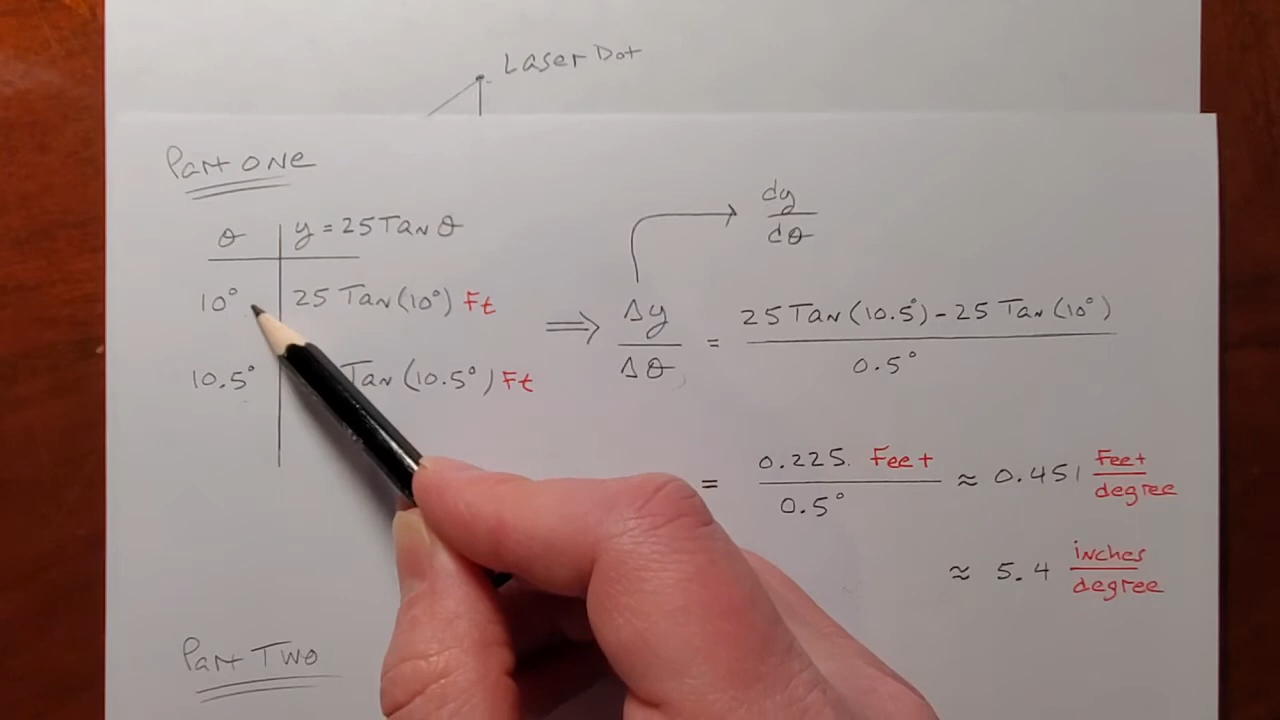 Laser Dot
Part One
θ y = 25 Tan θ
10° 25 Tan (10°) Ft
10.5° Tan (10.5°) Ft
dy
dθ
⇒ Δy/Δθ = 25 Tan (10.5°) - 25 Tan (10°) / 0.5°
= 0.225 Feet / 0.5° ≈ 0.451 Feet/degree
≈ 5.4 inches/degree
Part Two